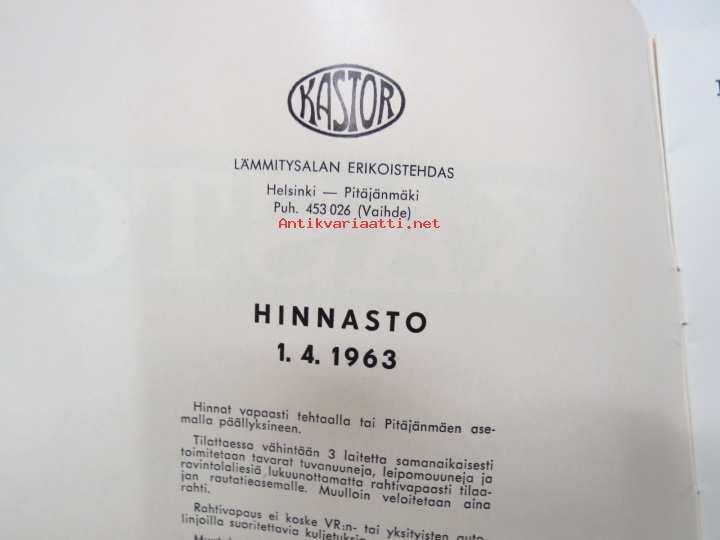 KASTOR
LÄMMITYSALAN ERIKOISTEHDAS
Helsinki — Pitäjänmäki
Puh. 453 026 (Vaihde)
Antikvariaatti.net
HINNASTO
1. 4. 1963
Hinnat vapaasti tehtaalla tai Pitäjänmäen ase-
malla päällyksineen.
Tilattaessa vähintään 3 laitetta samanaikaisesti
toimitetaan tavarat tuvanuuneja, leipomouuneja ja
ravintolaliesiä lukuunottamatta rahtivapaasti tilaa-
jan rautatieasemalle. Muulloin veloitetaan aina
rahti.
Rahtivapaus ei koske VR:n- tai yksityisten auto-
linjoilla suoritettavia kuljetuksia